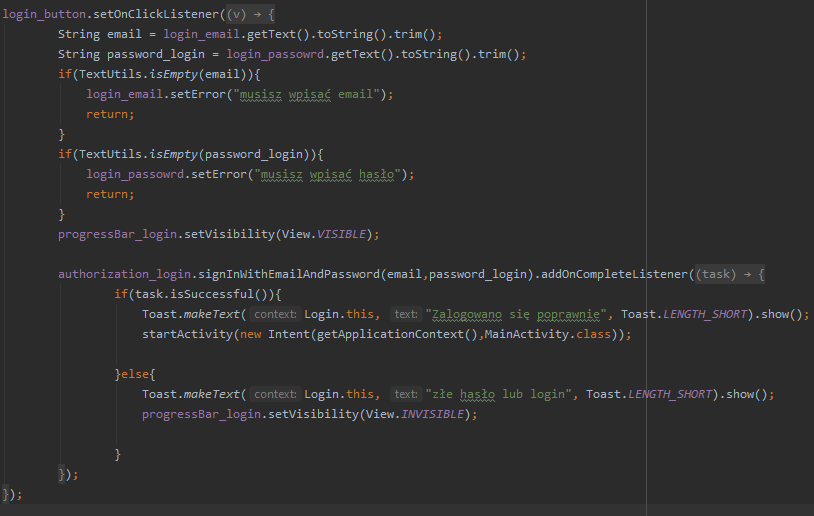 login_button.setOnClickListener((v) → {
String email = login_email.getText().toString().trim();
String password_login = login_passowrd.getText().toString().trim();
if(TextUtils.isEmpty(email)){
login_email.setError("musisz wpisać email");
return;
}
if(TextUtils.isEmpty(password_login)){
login_passowrd.setError("musisz wpisać hasło");
return;
}
progressBar_login.setVisibility(View.VISIBLE);
authorization_login.signInWithEmailAndPassword(email,password_login).addOnCompleteListener((task) → {
if(task.isSuccessful()){
Toast.makeText( context: Login.this, text: "Zalogowano się poprawnie", Toast.LENGTH_SHORT).show();
startActivity(new Intent(getApplicationContext(),MainActivity.class));
}else{
Toast.makeText( context: Login.this, text: "złe hasło lub login", Toast.LENGTH_SHORT).show();
progressBar_login.setVisibility(View.INVISIBLE);
}
});
});